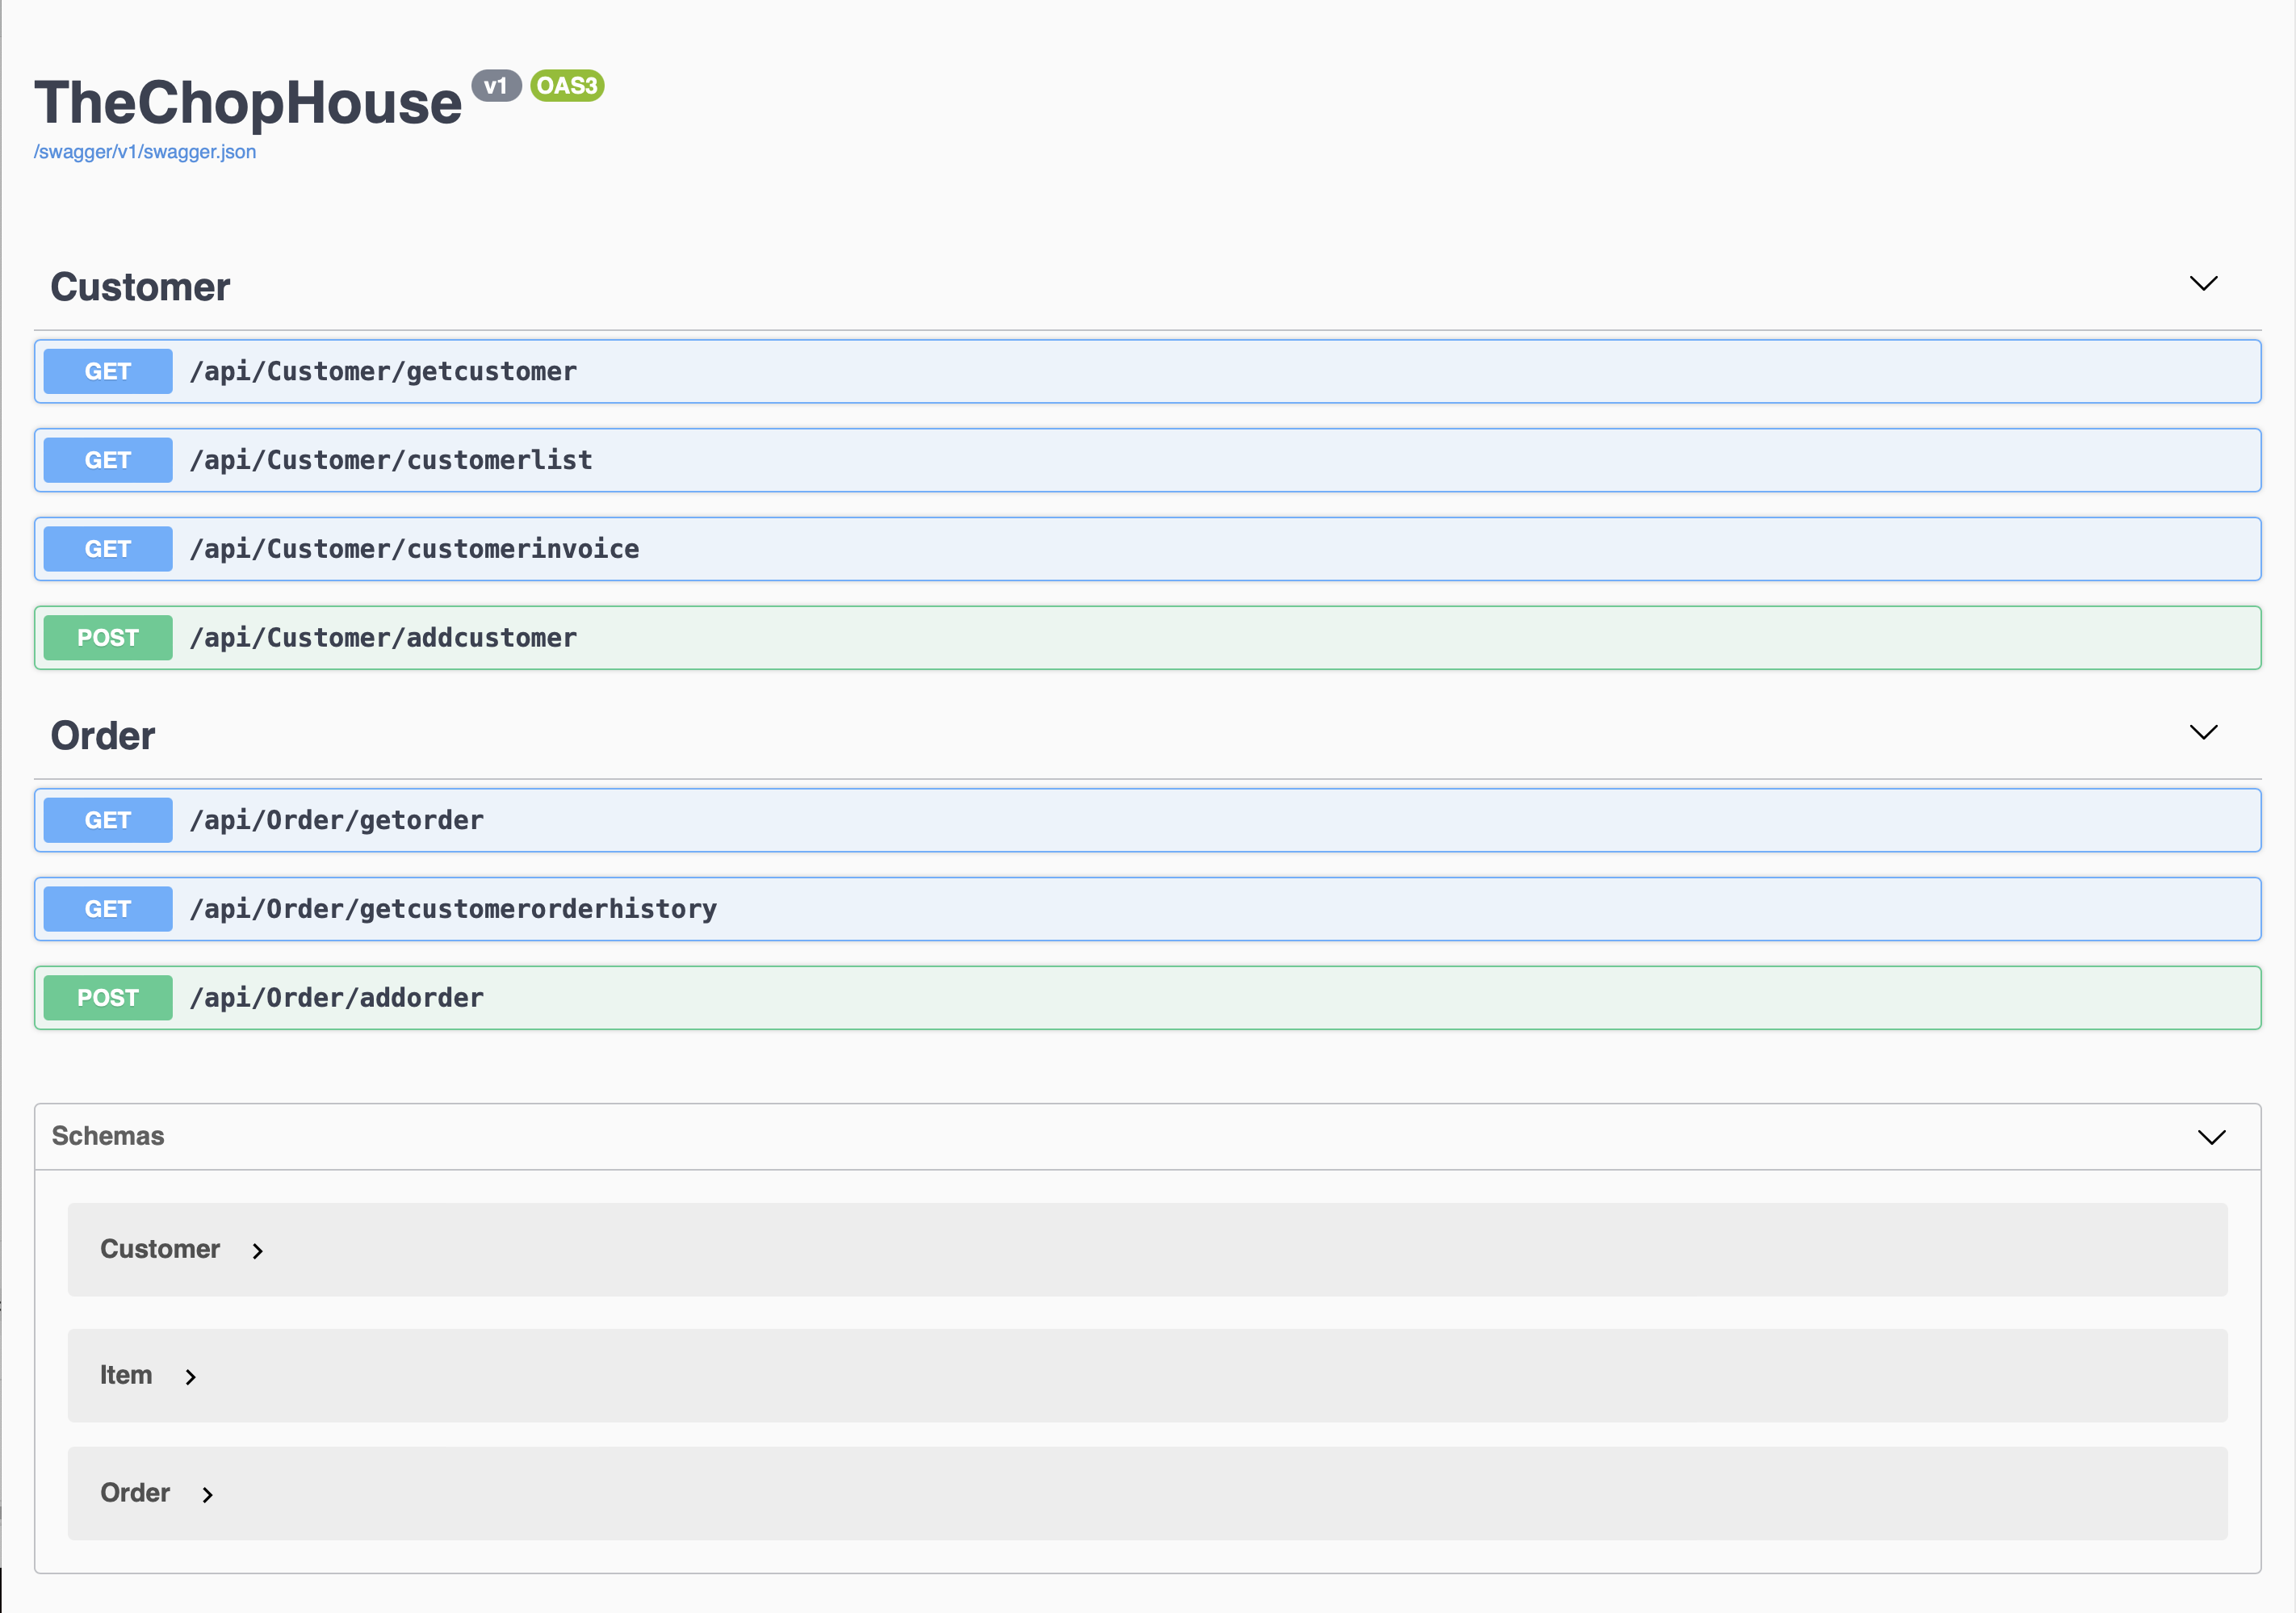 TheChopHouse v1 OAS3
/swagger/v1/swagger.json
Customer
GET /api/Customer/getcustomer
GET /api/Customer/customerlist
GET /api/Customer/customerinvoice
POST /api/Customer/addcustomer
Order
GET /api/Order/getorder
GET /api/Order/getcustomerorderhistory
POST /api/Order/addorder
Schemas
Customer
Item
Order